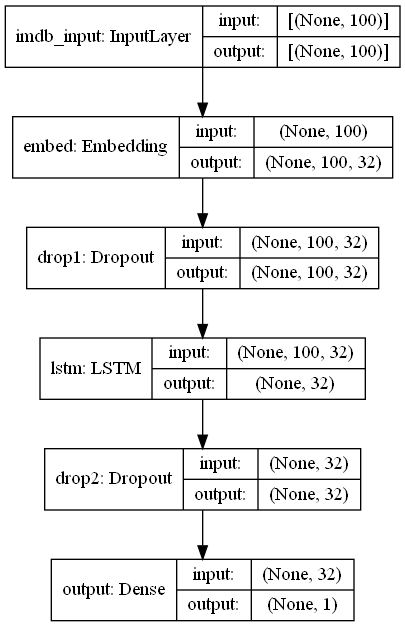 imdb_input: InputLayer
input:
[(None, 100)]
output:
[(None, 100)]
embed: Embedding
input:
(None, 100)
output:
(None, 100, 32)
drop1: Dropout
input:
(None, 100, 32)
output:
(None, 100, 32)
lstm: LSTM
input:
(None, 100, 32)
output:
(None, 32)
drop2: Dropout
input:
(None, 32)
output:
(None, 32)
output: Dense
input:
(None, 32)
output:
(None, 1)